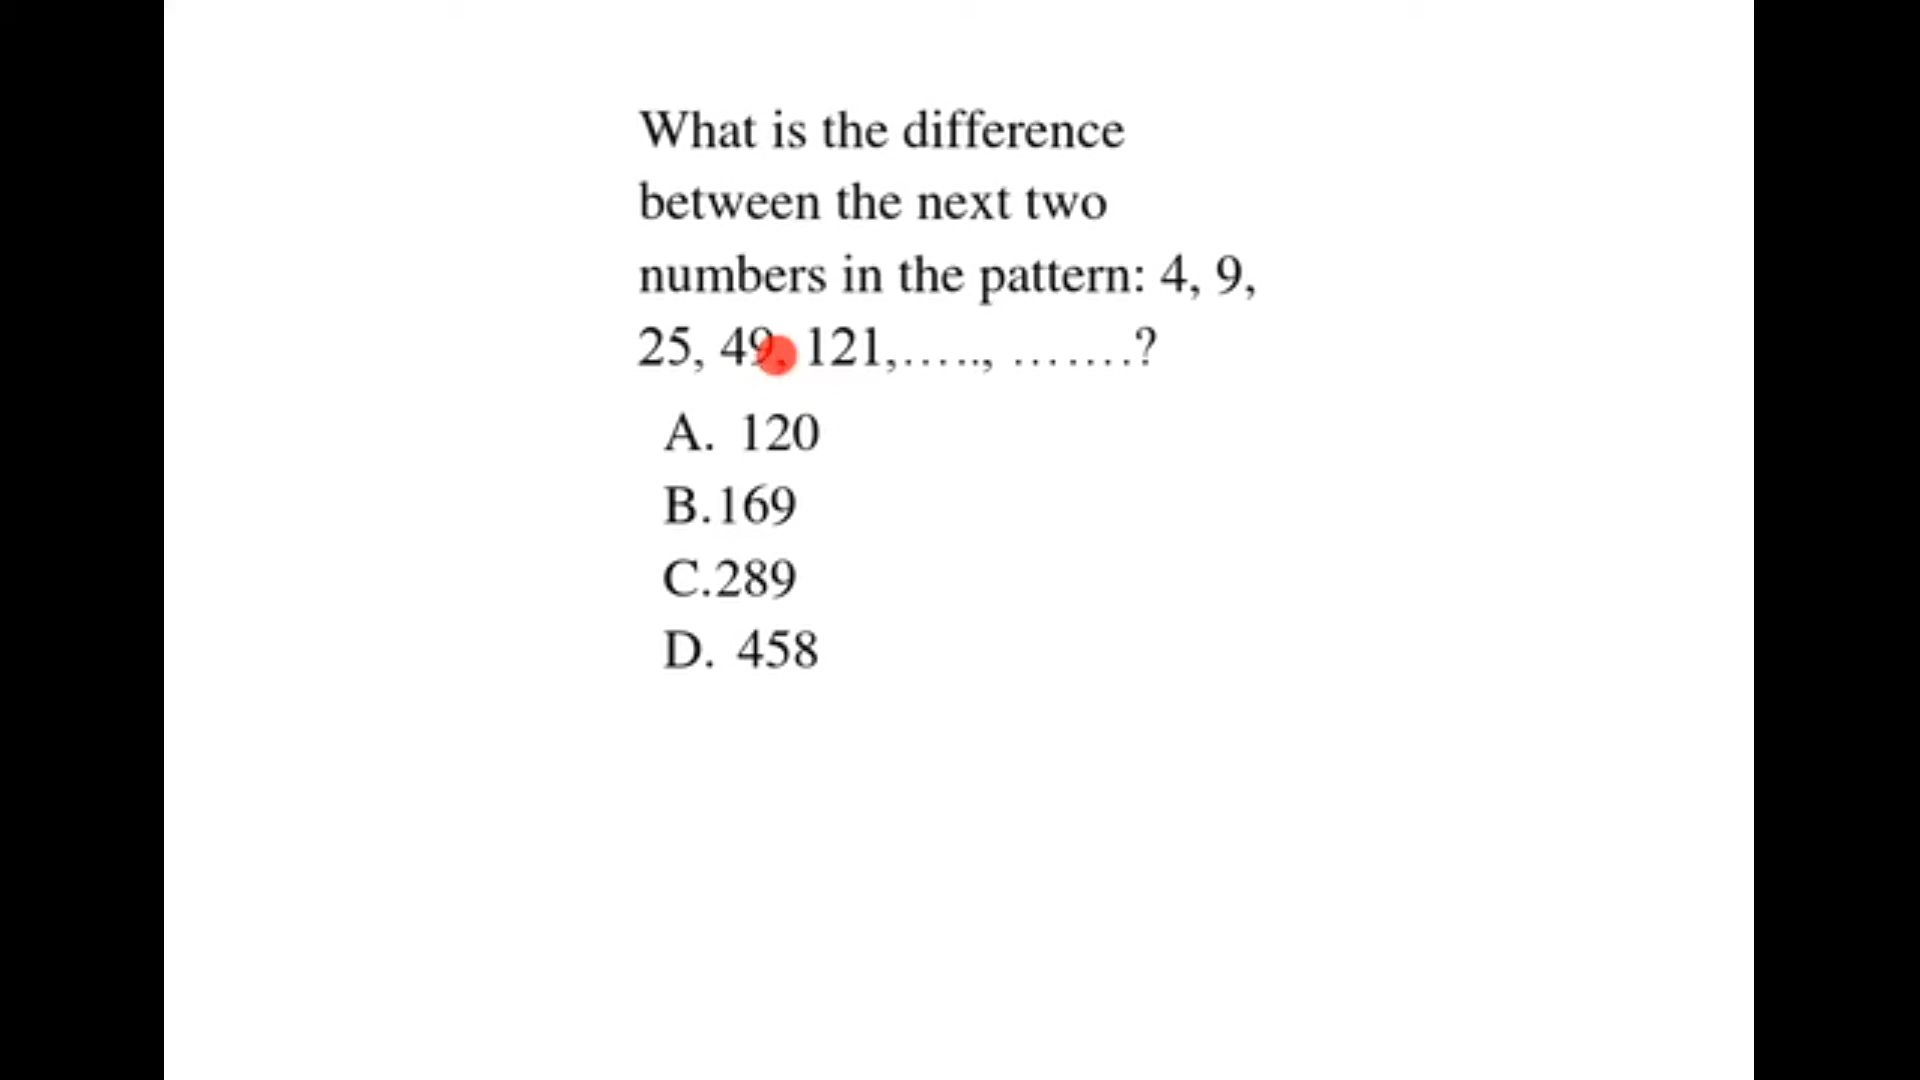 What is the difference
between the next two
numbers in the pattern: 4, 9,
25, 49, 121,....., .......?
A. 120
B.169
C.289
D. 458